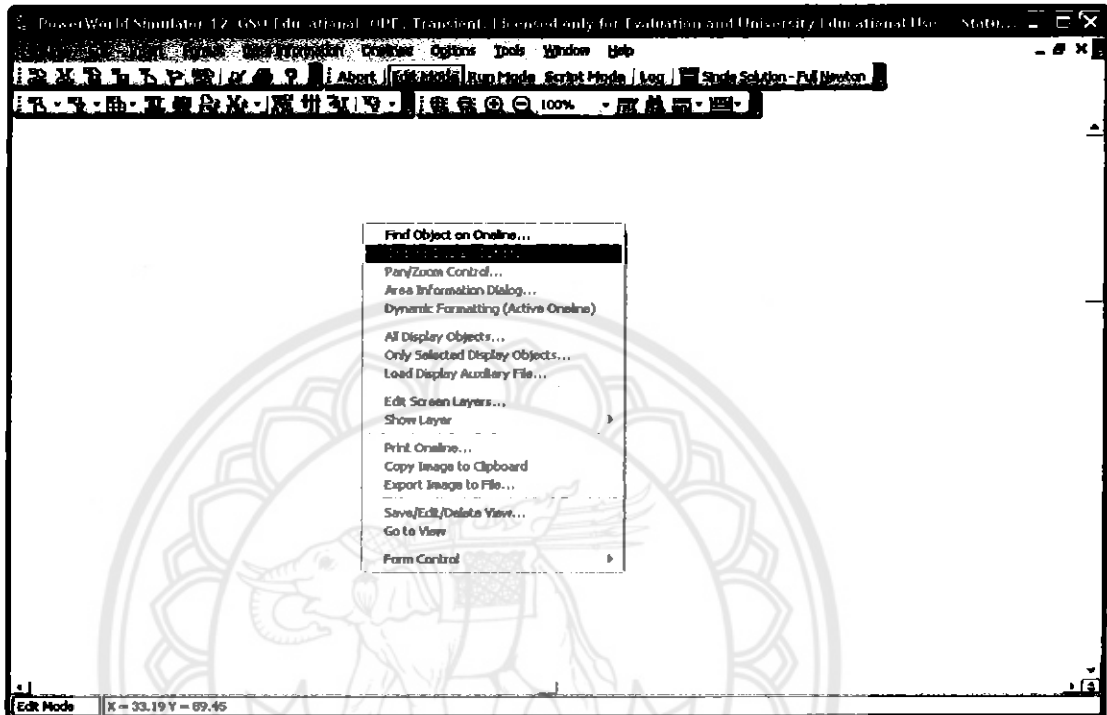 PowerWorld Simulator 12 GSO Educational OPF, Transient. Licensed only for Evaluation and University Educational Use
Options Tools Window Help
Abort Edit Mode Run Mode Script Mode Log Single Solution - Full Newton
100%
Find Object on Oneline...
Pan/Zoom Control...
Area Information Dialog...
Dynamic Formatting (Active Oneline)
All Display Objects...
Only Selected Display Objects...
Load Display Auxiliary File...
Edit Screen Layers...
Show Layer
Print Oneline...
Copy Image to Clipboard
Export Image to File...
Save/Edit/Delete View...
Go to View
Form Control
Edit Mode X = 33.19 Y = 69.45